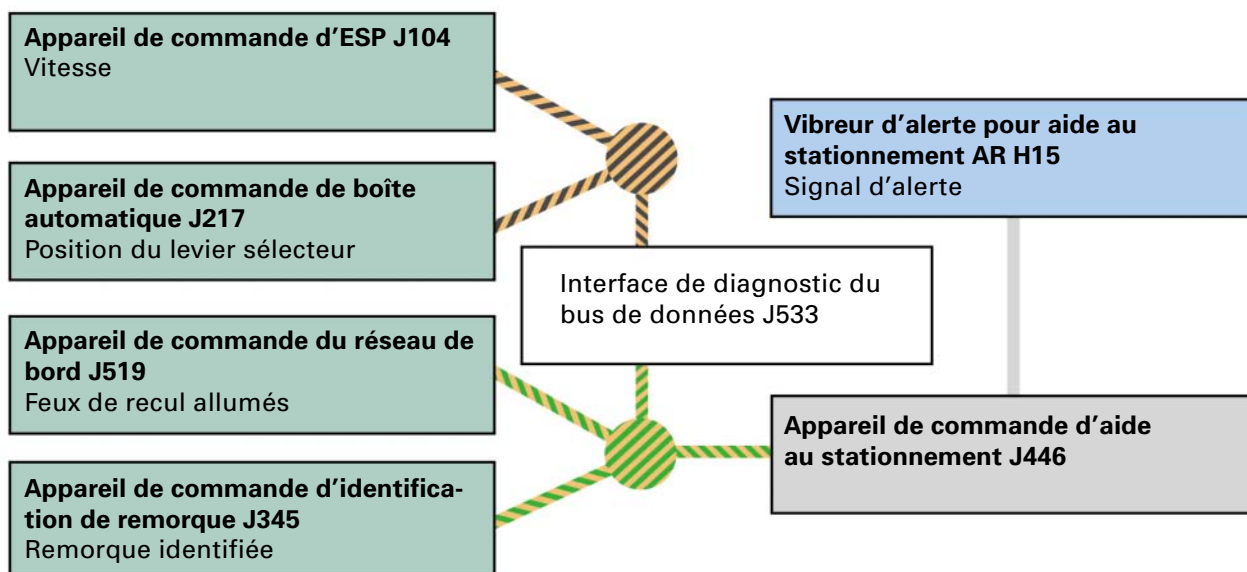 Appareil de commande d’ESP J104
Vitesse
Appareil de commande de boîte
automatique J217
Position du levier sélecteur
Appareil de commande du réseau de
bord J519
Feux de recul allumés
Appareil de commande d’identifica-
tion de remorque J345
Remorque identifiée
Interface de diagnostic du
bus de données J533
Vibreur d’alerte pour aide au
stationnement AR H15
Signal d’alerte
Appareil de commande d’aide
au stationnement J446